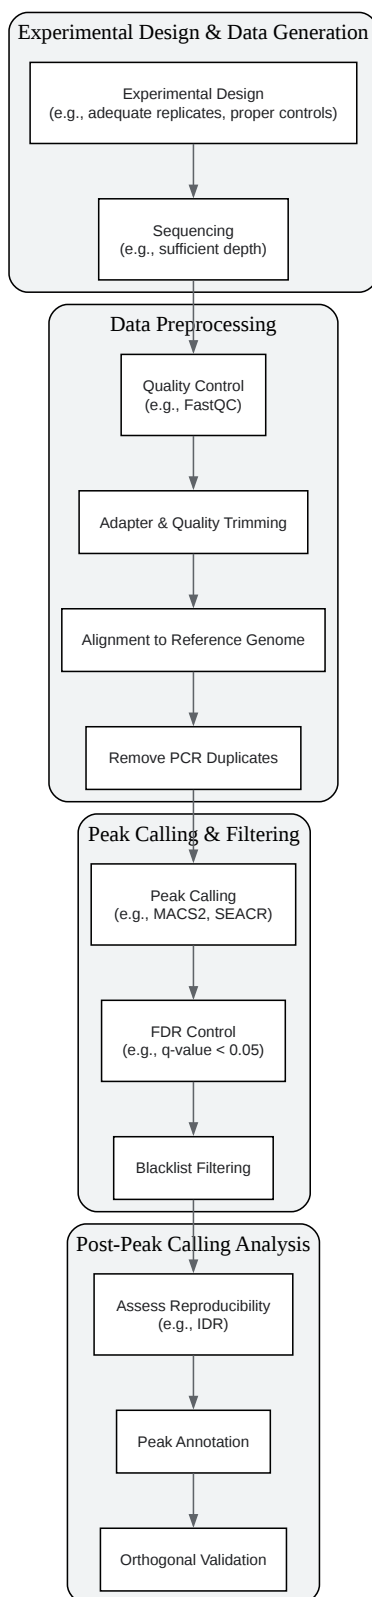 Experimental Design & Data Generation
Experimental Design
(e.g., adequate replicates, proper controls)
Sequencing
(e.g., sufficient depth)
Data Preprocessing
Quality Control
(e.g., FastQC)
Adapter & Quality Trimming
Alignment to Reference Genome
Remove PCR Duplicates
Peak Calling & Filtering
Peak Calling
(e.g., MACS2, SEACR)
FDR Control
(e.g., q-value < 0.05)
Blacklist Filtering
Post-Peak Calling Analysis
Assess Reproducibility
(e.g., IDR)
Peak Annotation
Orthogonal Validation